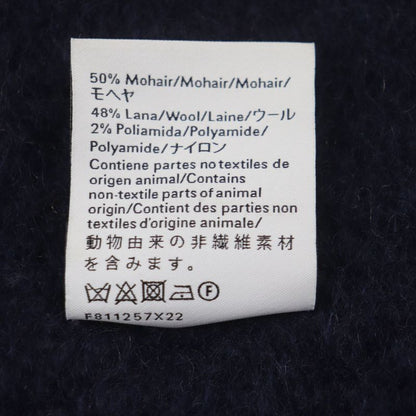 50% Mohair/Mohair/Mohair/
モヘヤ
48% Lana/Wool/Laine/ウール
2% Poliamida/Polyamide/
Polyamide/ナイロン
Contiene partes no textiles de
origen animal/Contains
non-textile parts of animal
origin/Contient des parties non
textiles d'origine animale/
動物由来の非繊維素材
を含みます。
F
F811257X22